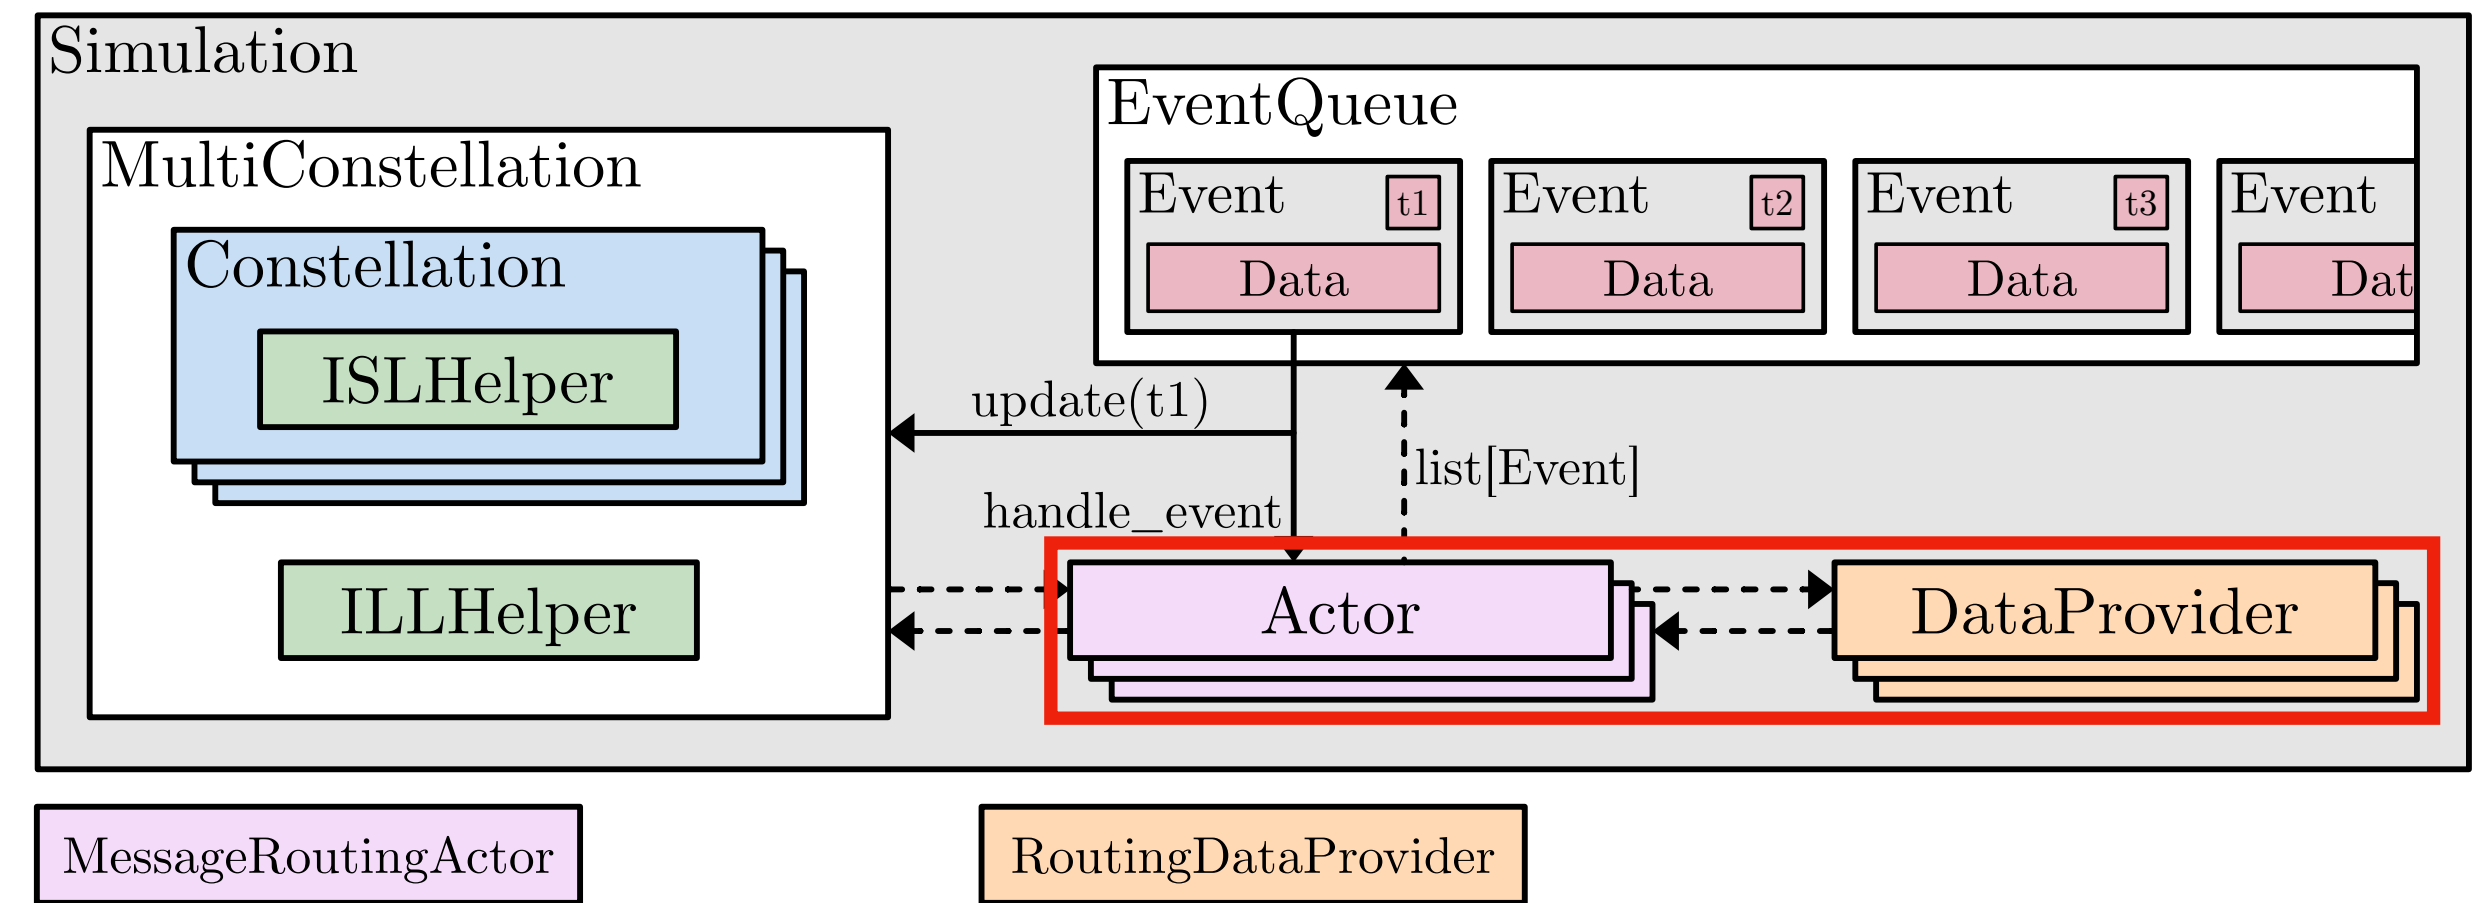 Simulation
EventQueue
MultiConstellation
Event t1
Event t2
Event t3
Event
Data
Data
Data
Dat
Constellation
ISLHelper
update(t1)
list[Event]
handle_event
ILLHelper
Actor
DataProvider
MessageRoutingActor
RoutingDataProvider